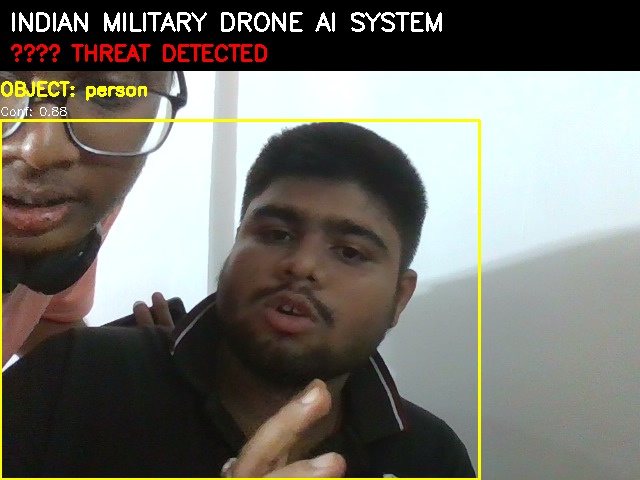 INDIAN MILITARY DRONE AI SYSTEM
???? THREAT DETECTED
OBJECT: person
Conf: 0.88